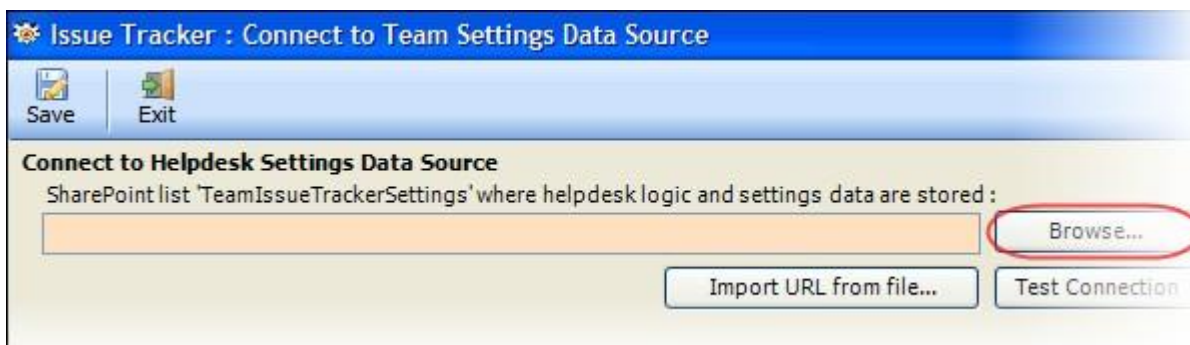 Issue Tracker : Connect to Team Settings Data Source
Save Exit
Connect to Helpdesk Settings Data Source
SharePoint list 'TeamIssueTrackerSettings' where helpdesk logic and settings data are stored :
Browse...
Import URL from file... Test Connection